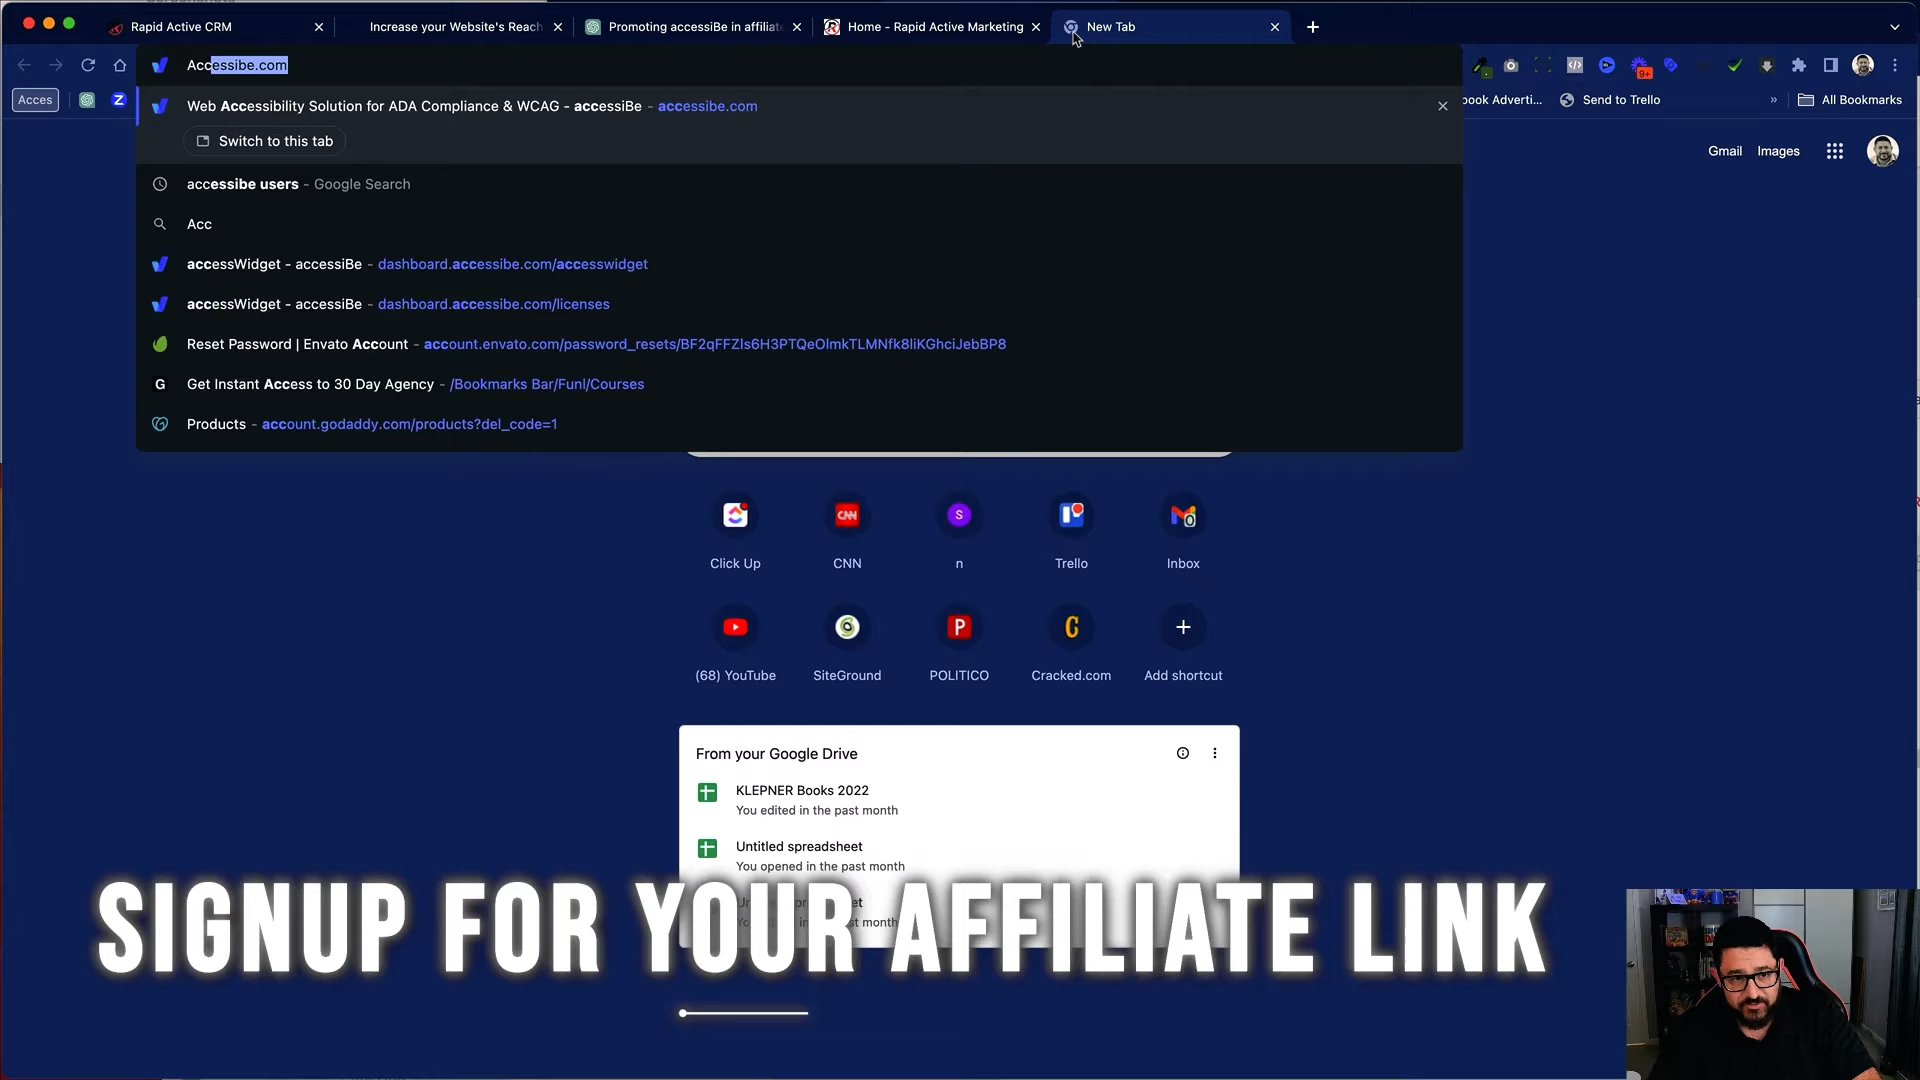 Rapid Active CRM
Increase your Website's Reach
Promoting accessiBe in affiliate
Home - Rapid Active Marketing
New Tab
Accessibe.com
9+
Acces
Z
Web Accessibility Solution for ADA Compliance & WCAG - accessiBe - accessibe.com
book Adverti...
Send to Trello
»
All Bookmarks
Switch to this tab
Gmail
Images
accessibe users - Google Search
Acc
accessWidget - accessiBe - dashboard.accessibe.com/accesswidget
accessWidget - accessiBe - dashboard.accessibe.com/licenses
Reset Password | Envato Account - account.envato.com/password_resets/BF2qFFZIs6H3PTQeOlmkTLMNfk8liKGhciJebBP8
G Get Instant Access to 30 Day Agency - /Bookmarks Bar/Funl/Courses
Products - account.godaddy.com/products?del_code=1
CNN
S
Click Up
CNN
n
Trello
Inbox
P
C
(68) YouTube
SiteGround
POLITICO
Cracked.com
Add shortcut
From your Google Drive
KLEPNER Books 2022
You edited in the past month
Untitled spreadsheet
You opened in the past month
SIGNUP FOR YOUR AFFILIATE LINK